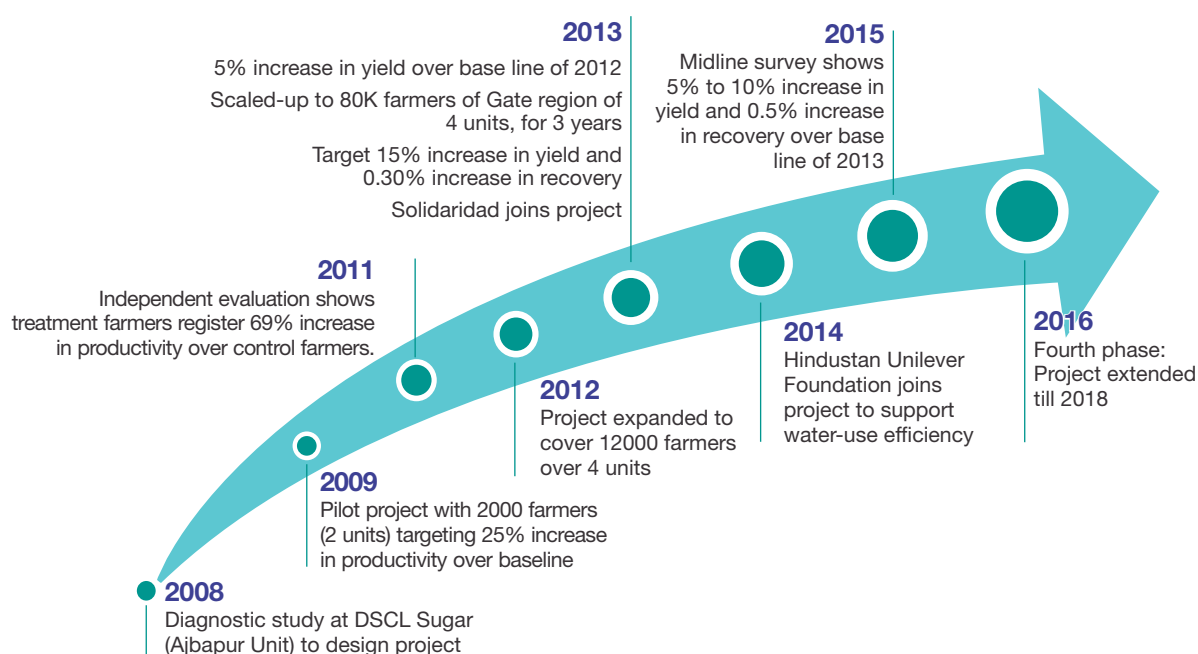 2008
Diagnostic study at DSCL Sugar
(Ajbapur Unit) to design project
2009
Pilot project with 2000 farmers
(2 units) targeting 25% increase
in productivity over baseline
2011
Independent evaluation shows
treatment farmers register 69% increase
in productivity over control farmers.
2012
Project expanded to
cover 12000 farmers
over 4 units
2013
5% increase in yield over base line of 2012
Scaled-up to 80K farmers of Gate region of
4 units, for 3 years
Target 15% increase in yield and
0.30% increase in recovery
Solidaridad joins project
2014
Hindustan Unilever
Foundation joins
project to support
water-use efficiency
2015
Midline survey shows
5% to 10% increase in
yield and 0.5% increase
in recovery over base
line of 2013
2016
Fourth phase:
Project extended
till 2018